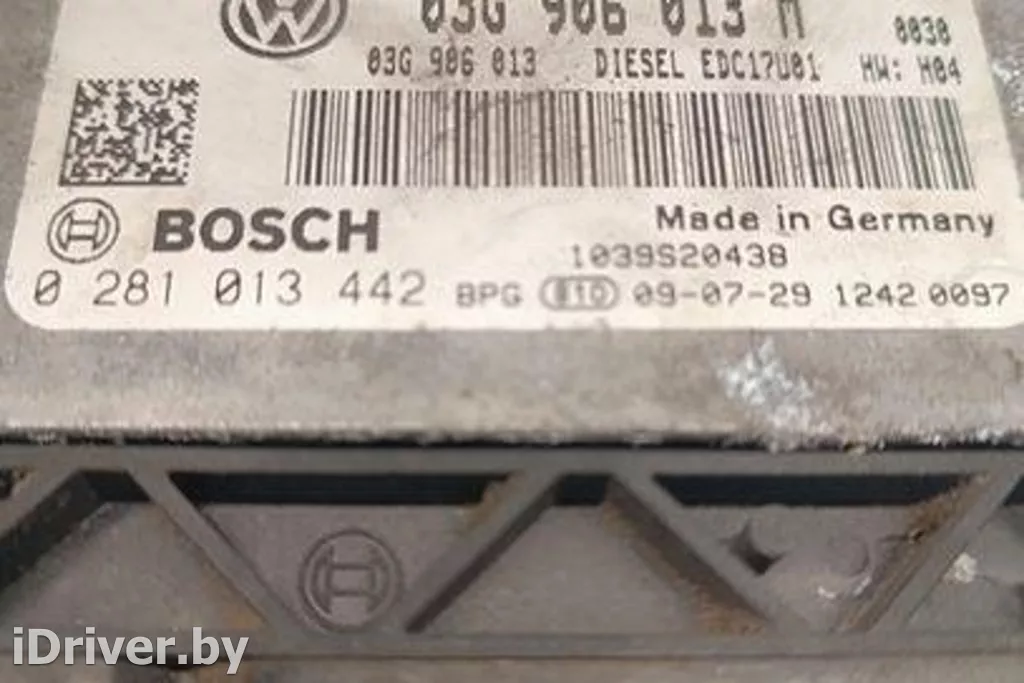 03G 906 013 M
0030
03G 906 013 DIESEL EDC17U01 HW: H04
BOSCH
Made in Germany
1039S20438
0 281 013 442 BPG 10 09-07-29 1242 0097
iDriver.by